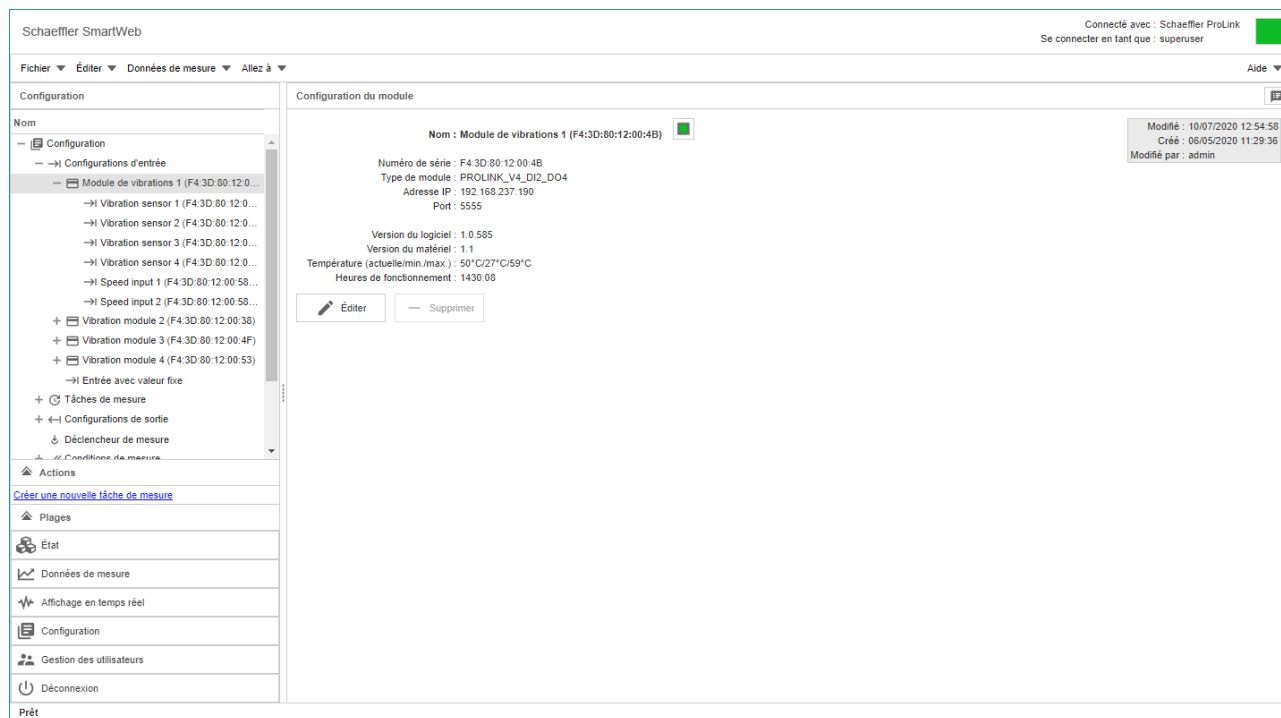 Schaeffler SmartWeb
Connecté avec : Schaeffler ProLink
Se connecter en tant que : superuser
Fichier Éditer Données de mesure Allez à Aide
Configuration
Nom
Configuration
Configurations d'entrée
Module de vibrations 1 (F4:3D:80:12:0...
Vibration sensor 1 (F4:3D:80:12:0...
Vibration sensor 2 (F4:3D:80:12:0...
Vibration sensor 3 (F4:3D:80:12:0...
Vibration sensor 4 (F4:3D:80:12:0...
Speed input 1 (F4:3D:80:12:00:58...
Speed input 2 (F4:3D:80:12:00:58...
Vibration module 2 (F4:3D:80:12:00:38)
Vibration module 3 (F4:3D:80:12:00:4F)
Vibration module 4 (F4:3D:80:12:00:53)
Entrée avec valeur fixe
Tâches de mesure
Configurations de sortie
Déclencheur de mesure
Conditions de mesure
Actions
Créer une nouvelle tâche de mesure
Plages
État
Données de mesure
Affichage en temps réel
Configuration
Gestion des utilisateurs
Déconnexion
Configuration du module
Nom : Module de vibrations 1 (F4:3D:80:12:00:4B)
Numéro de série : F4:3D:80:12:00:4B
Type de module : PROLINK_V4_DI2_DO4
Adresse IP : 192.168.237.190
Port : 5555
Version du logiciel : 1.0.585
Version du matériel : 1.1
Température (actuelle/min./max.) : 50°C/27°C/59°C
Heures de fonctionnement : 1430:08
Éditer Supprimer
Modifié : 10/07/2020 12:54:58
Créé : 06/05/2020 11:29:36
Modifié par : admin
Prêt